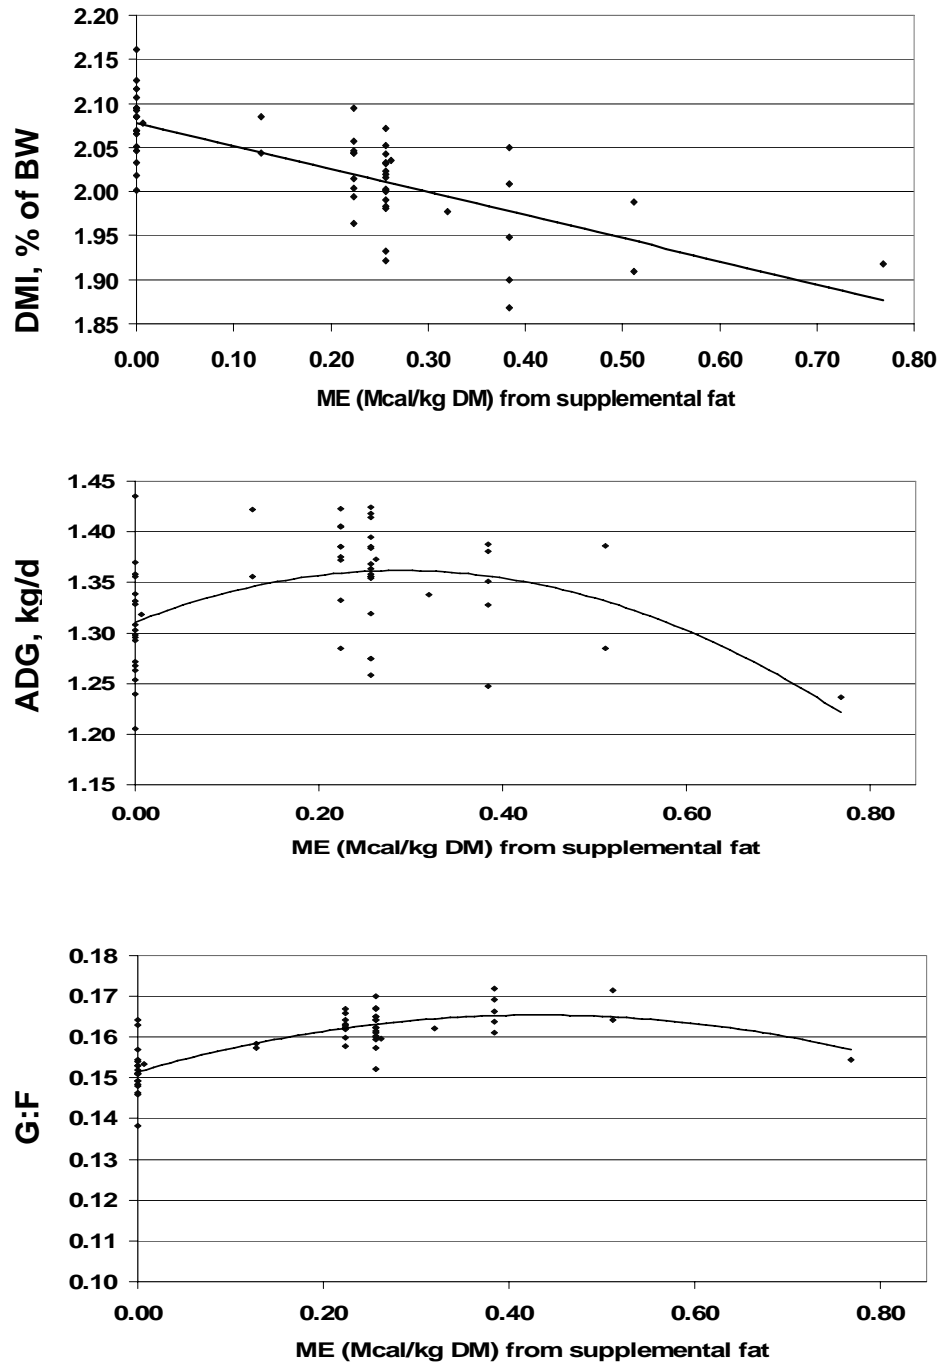 2.20
2.15
2.10
2.05
2.00
1.95
1.90
1.85
DMI, % of BW
0.00 0.10 0.20 0.30 0.40 0.50 0.60 0.70 0.80
ME (Mcal/kg DM) from supplemental fat
1.45
1.40
1.35
1.30
1.25
1.20
1.15
ADG, kg/d
0.00 0.20 0.40 0.60 0.80
ME (Mcal/kg DM) from supplemental fat
0.18
0.17
0.16
0.15
0.14
0.13
0.12
0.11
0.10
G:F
0.00 0.20 0.40 0.60 0.80
ME (Mcal/kg DM) from supplemental fat